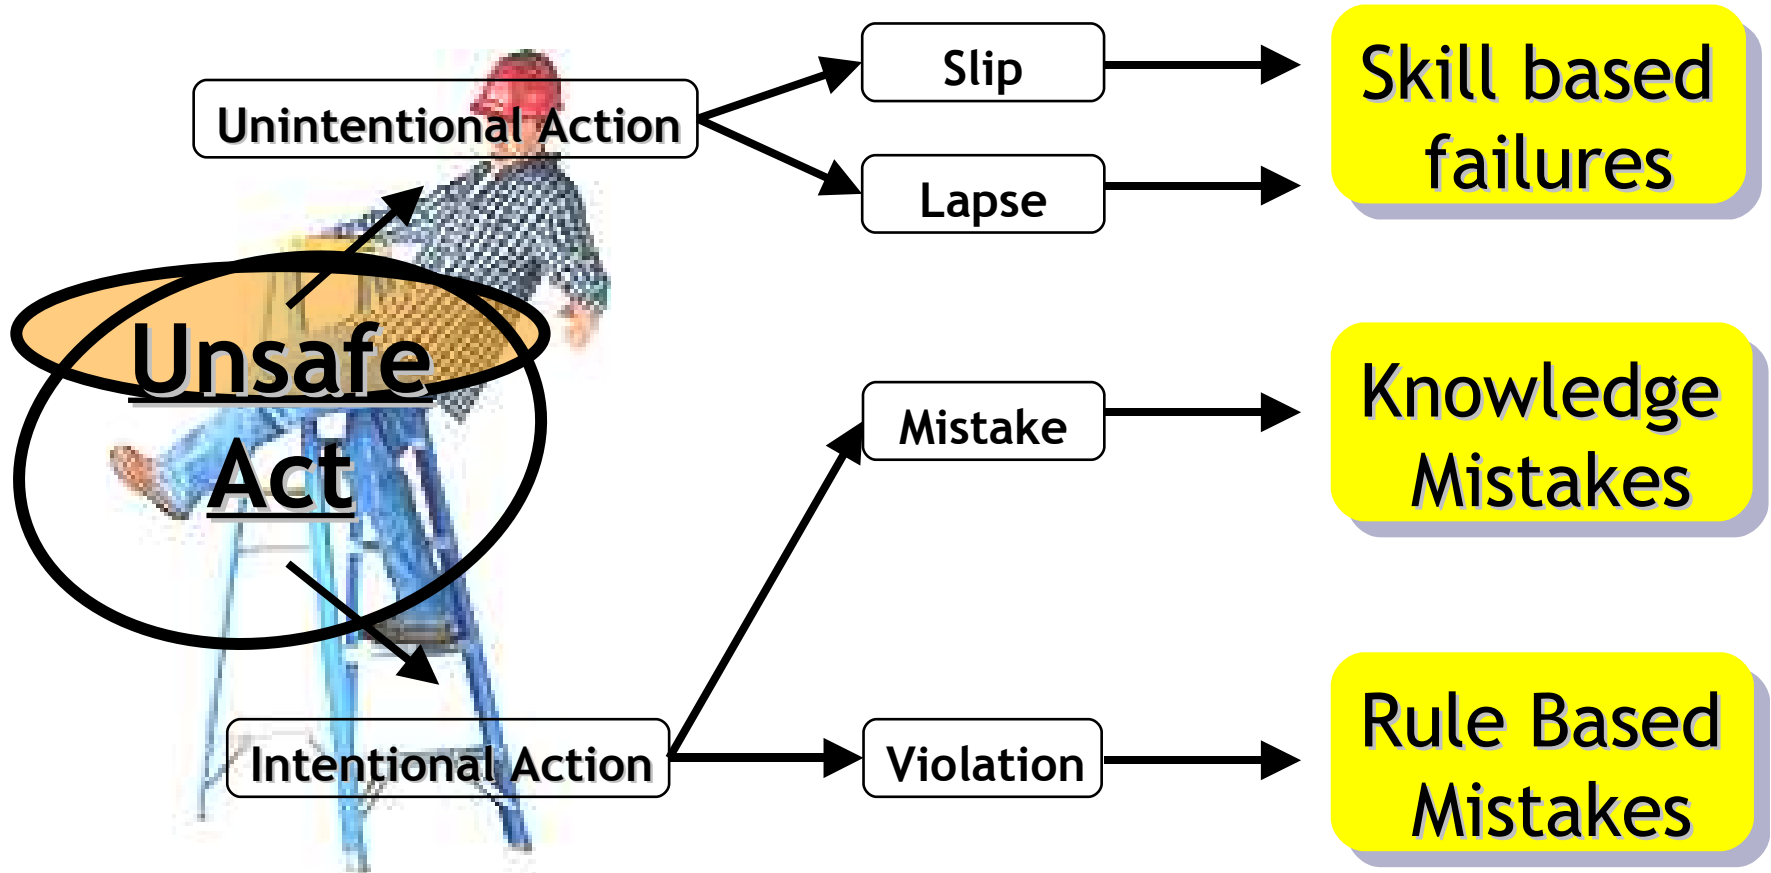 Unintentional Action
Slip
Lapse
Skill based
failures
Unsafe
Act
Mistake
Knowledge
Mistakes
Intentional Action
Violation
Rule Based
Mistakes